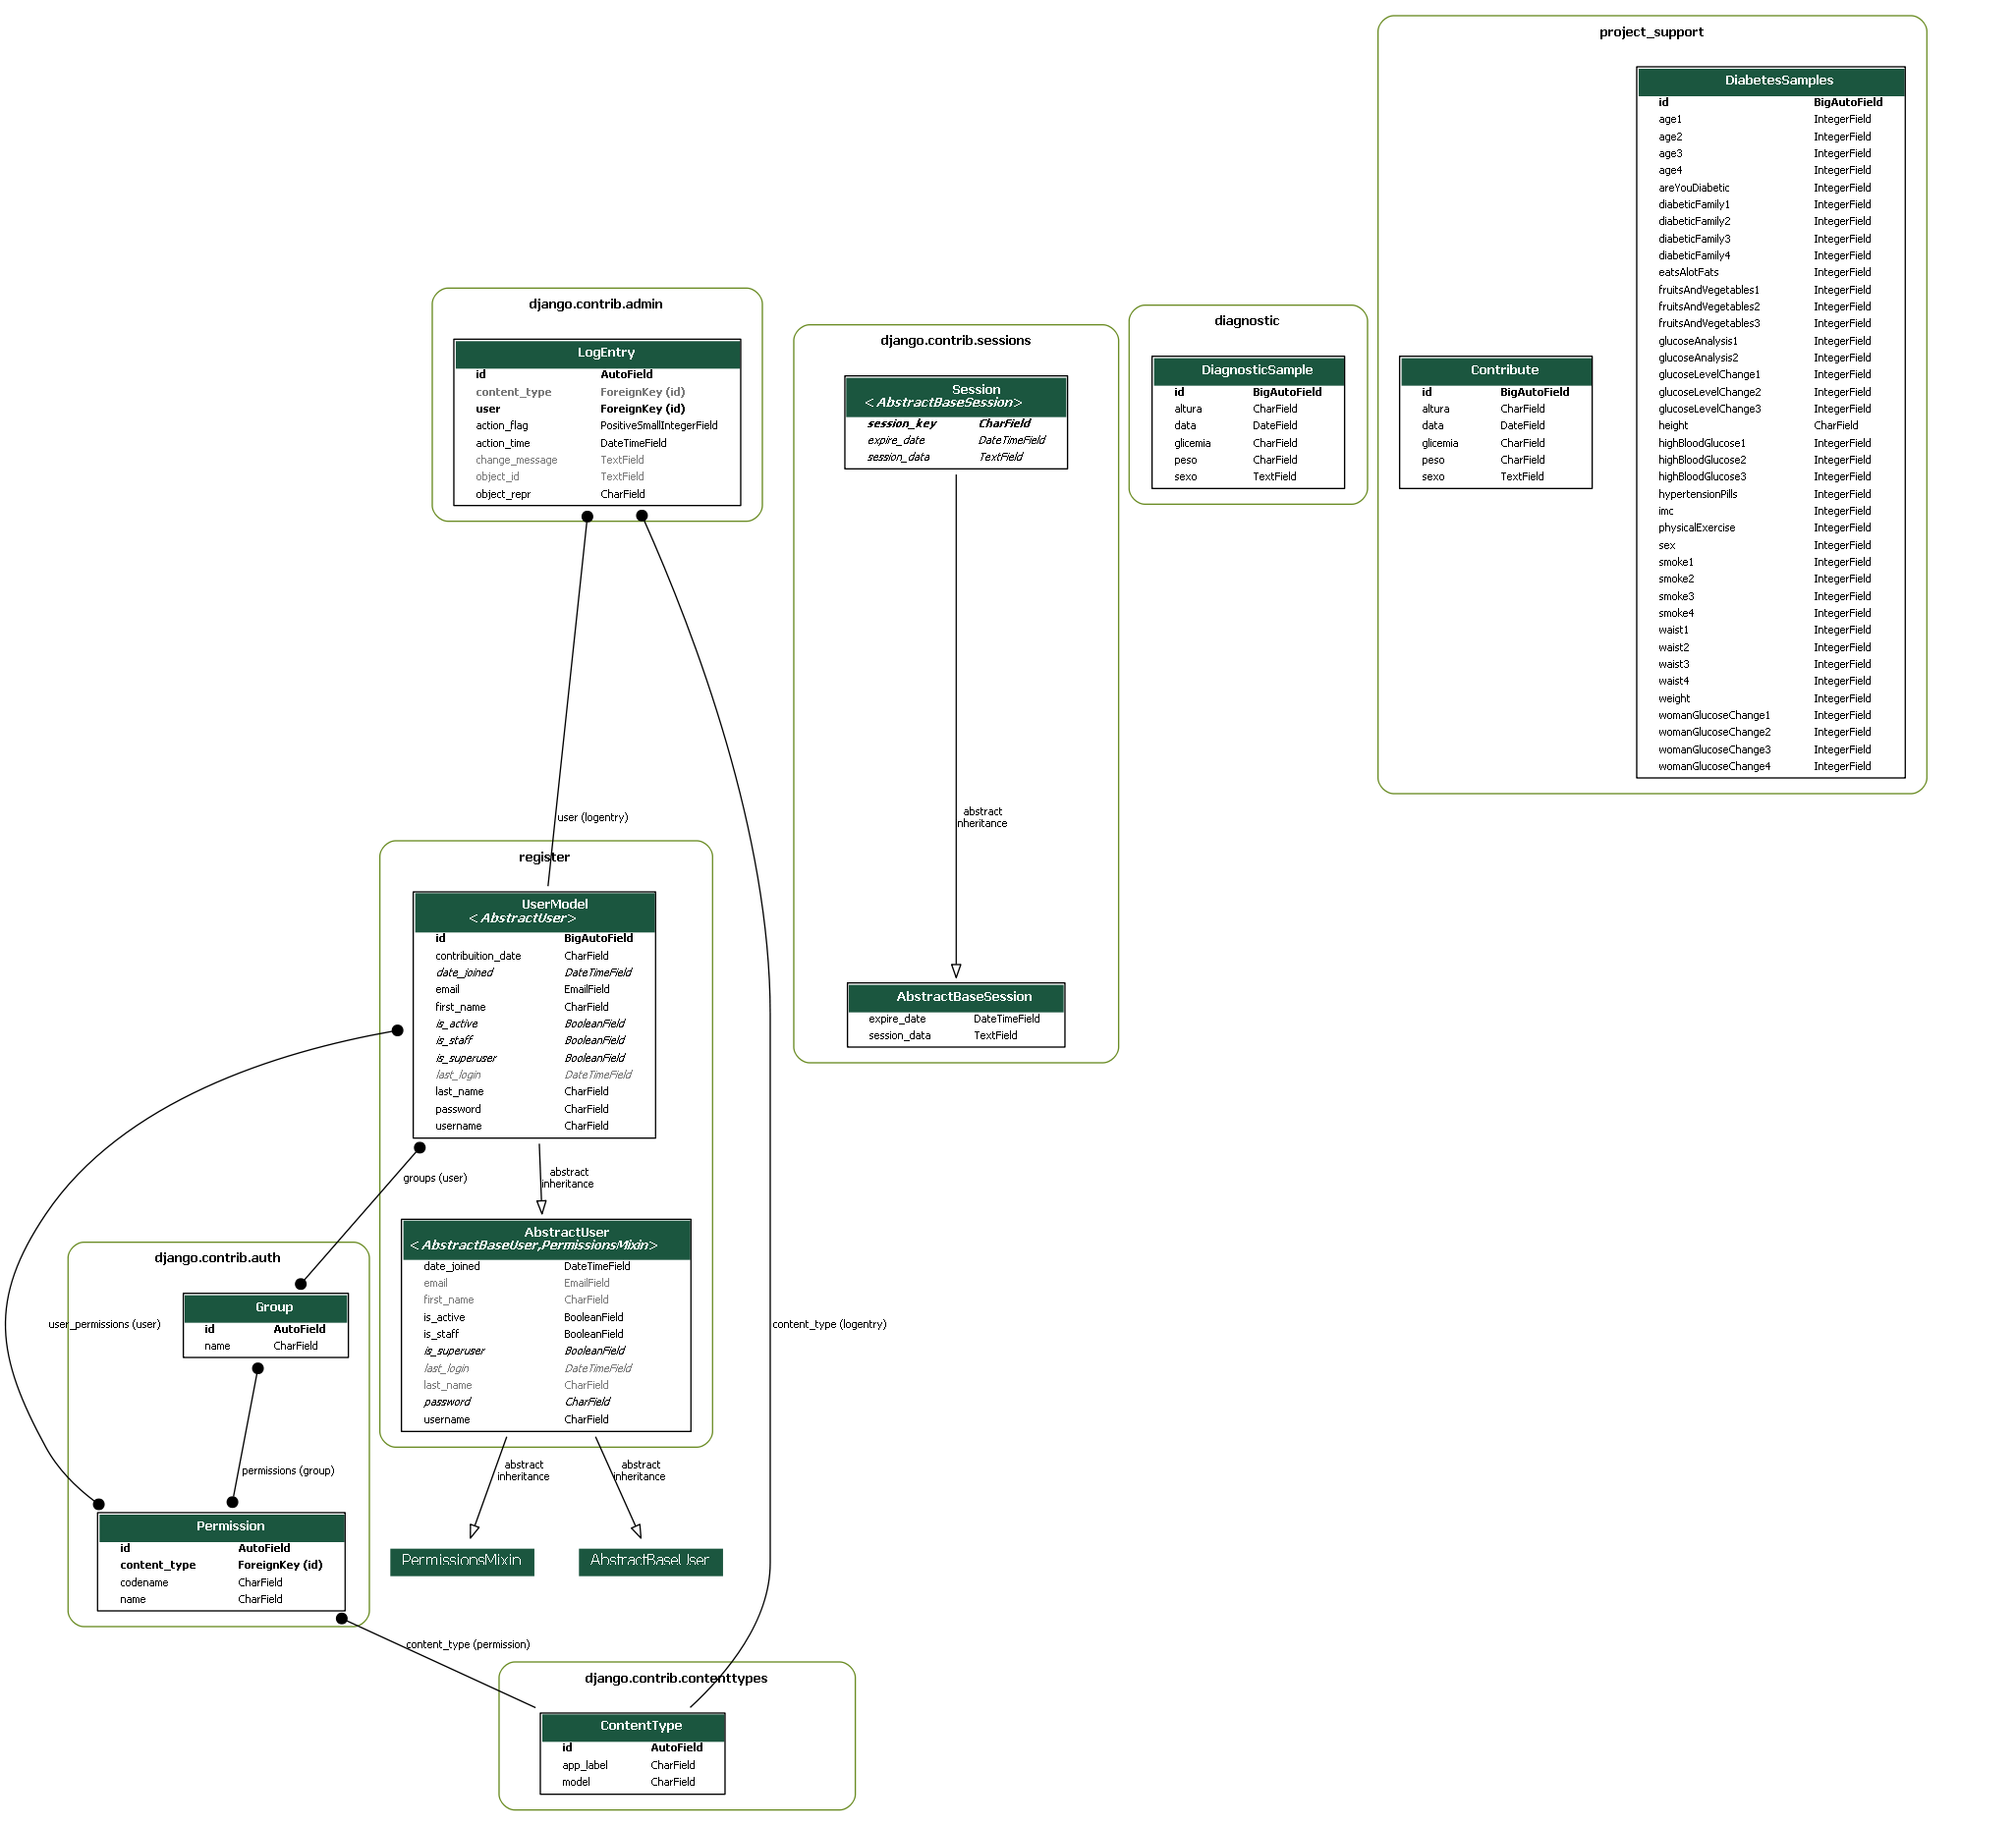 project_support
DiabetesSamples
id BigAutoField
age1 IntegerField
age2 IntegerField
age3 IntegerField
age4 IntegerField
areYouDiabetic IntegerField
diabeticFamily1 IntegerField
diabeticFamily2 IntegerField
diabeticFamily3 IntegerField
diabeticFamily4 IntegerField
eatsAlotFats IntegerField
fruitsAndVegetables1 IntegerField
fruitsAndVegetables2 IntegerField
fruitsAndVegetables3 IntegerField
glucoseAnalysis1 IntegerField
glucoseAnalysis2 IntegerField
glucoseLevelChange1 IntegerField
glucoseLevelChange2 IntegerField
glucoseLevelChange3 IntegerField
height CharField
highBloodGlucose1 IntegerField
highBloodGlucose2 IntegerField
highBloodGlucose3 IntegerField
hypertensionPills IntegerField
imc IntegerField
physicalExercise IntegerField
sex IntegerField
smoke1 IntegerField
smoke2 IntegerField
smoke3 IntegerField
smoke4 IntegerField
waist1 IntegerField
waist2 IntegerField
waist3 IntegerField
waist4 IntegerField
weight IntegerField
womanGlucoseChange1 IntegerField
womanGlucoseChange2 IntegerField
womanGlucoseChange3 IntegerField
womanGlucoseChange4 IntegerField
Contribute
id BigAutoField
altura CharField
data DateField
glicemia CharField
peso CharField
sexo TextField
diagnostic
DiagnosticSample
id BigAutoField
altura CharField
data DateField
glicemia CharField
peso CharField
sexo TextField
django.contrib.sessions
Session
<AbstractBaseSession>
session_key CharField
expire_date DateTimeField
session_data TextField
abstract
inheritance
AbstractBaseSession
expire_date DateTimeField
session_data TextField
django.contrib.admin
LogEntry
id AutoField
content_type ForeignKey (id)
user ForeignKey (id)
action_flag PositiveSmallIntegerField
action_time DateTimeField
change_message TextField
object_id TextField
object_repr CharField
user (logentry)
register
UserModel
<AbstractUser>
id BigAutoField
contribuition_date CharField
date_joined DateTimeField
email EmailField
first_name CharField
is_active BooleanField
is_staff BooleanField
is_superuser BooleanField
last_login DateTimeField
last_name CharField
password CharField
username CharField
groups (user)
abstract
inheritance
AbstractUser
<AbstractBaseUser,PermissionsMixin>
date_joined DateTimeField
email EmailField
first_name CharField
is_active BooleanField
is_staff BooleanField
is_superuser BooleanField
last_login DateTimeField
last_name CharField
password CharField
username CharField
abstract
inheritance
abstract
inheritance
PermissionsMixin
AbstractBaseUser
django.contrib.auth
Group
id AutoField
name CharField
user_permissions (user)
content_type (logentry)
permissions (group)
Permission
id AutoField
content_type ForeignKey (id)
codename CharField
name CharField
content_type (permission)
django.contrib.contenttypes
ContentType
id AutoField
app_label CharField
model CharField